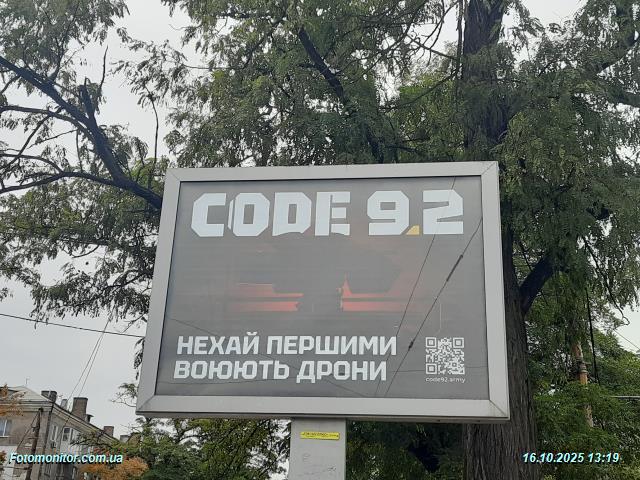 CODE 9.2
НЕХАЙ ПЕРШИМИ
ВОЮЮТЬ ДРОНИ
code92.army
Fotomonitor.com.ua
16.10.2025 13:19